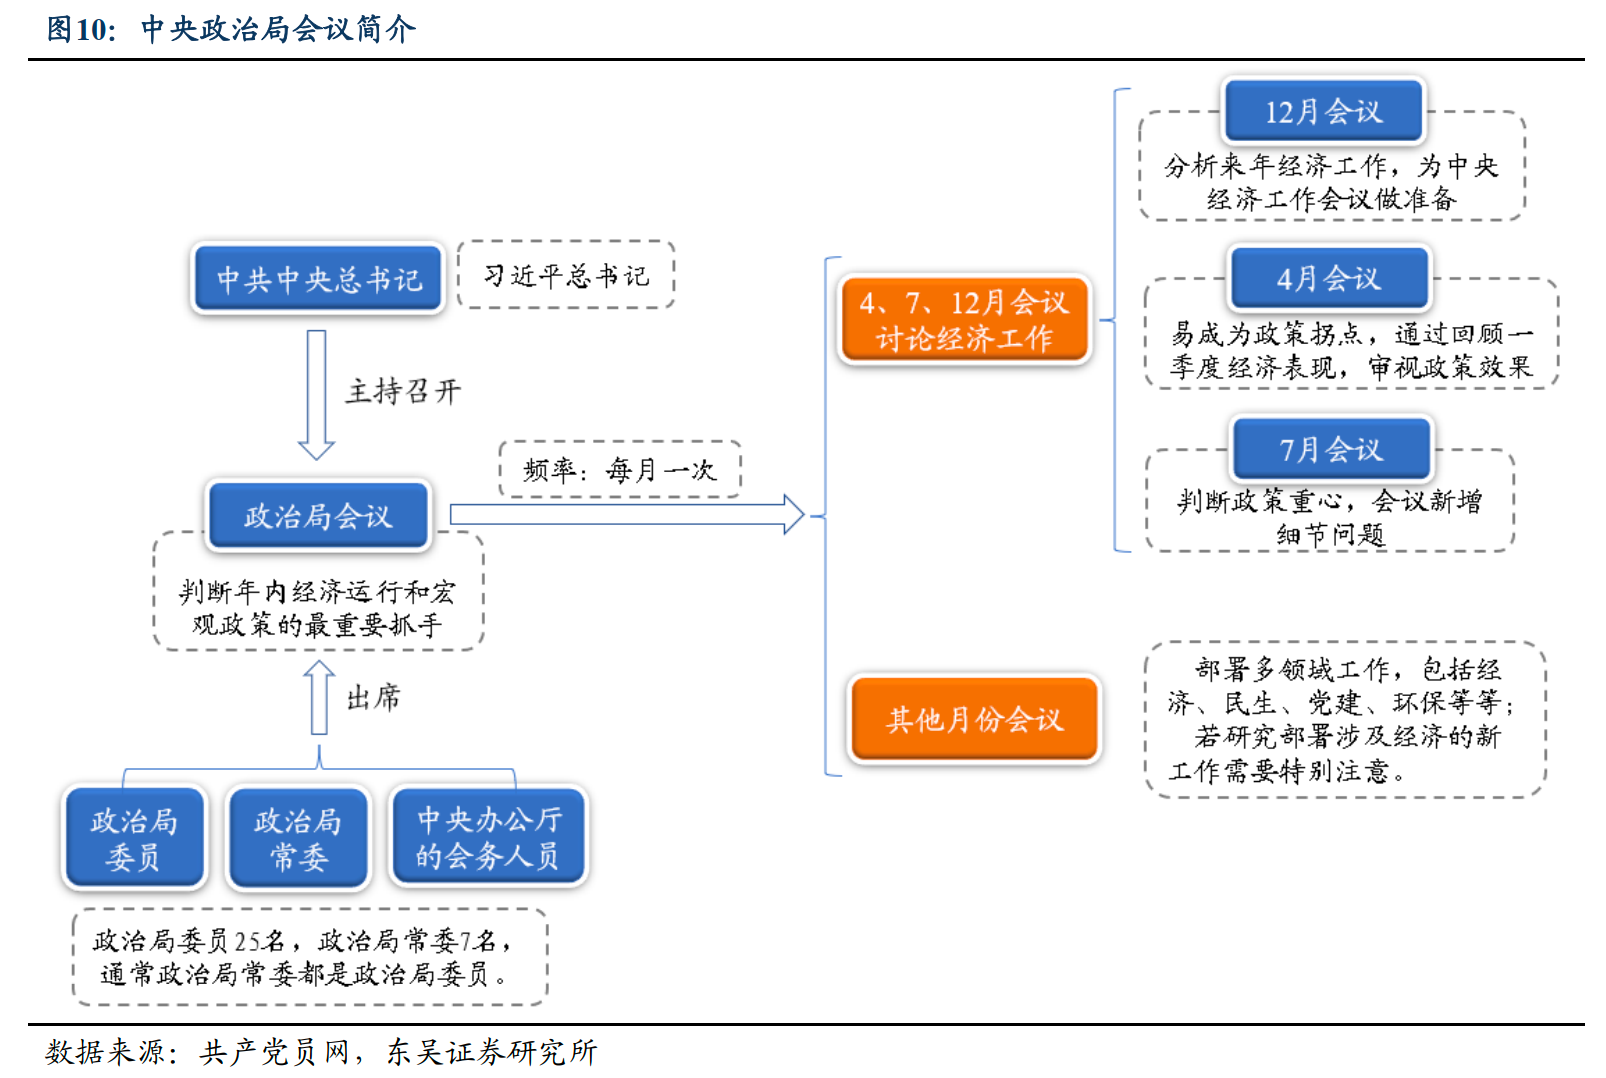 图10：中央政治局会议简介
中共中央总书记
习近平总书记
主持召开
政治局会议
判断年内经济运行和宏
观政策的最重要抓手
出席
政治局
委员
政治局
常委
中央办公厅
的会务人员
政治局委员25名，政治局常委7名，
通常政治局常委都是政治局委员。
频率：每月一次
4、7、12月会议
讨论经济工作
12月会议
分析来年经济工作，为中央
经济工作会议做准备
4月会议
易成为政策拐点，通过回顾一
季度经济表现，审视政策效果
7月会议
判断政策重心，会议新增
细节问题
其他月份会议
部署多领域工作，包括经
济、民生、党建、环保等等；
若研究部署涉及经济的新
工作需要特别注意。
数据来源：共产党员网，东吴证券研究所